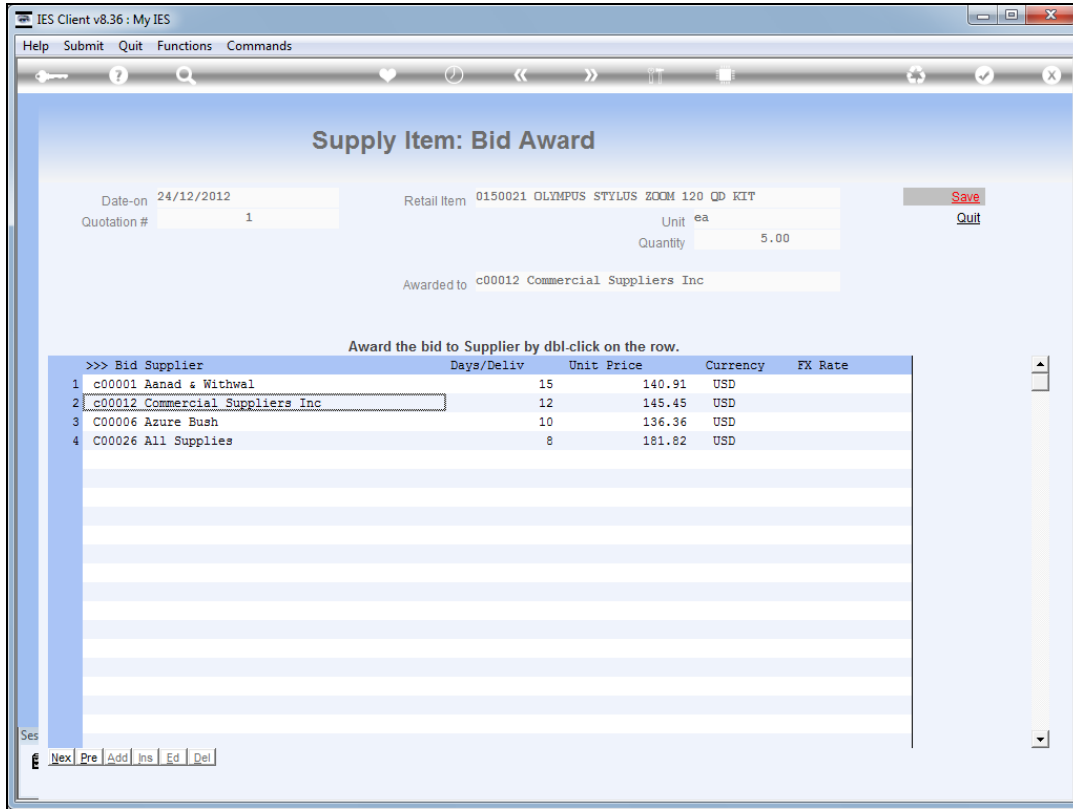 IES Client v8.36 : My IES
Help Submit Quit Functions Commands
Supply Item: Bid Award
Date-on 24/12/2012 Retail Item 0150021 OLYMPUS STYLUS ZOOM 120 QD KIT Save
Quotation # 1 Unit ea Quit
Quantity 5.00
Awarded to c00012 Commercial Suppliers Inc
Award the bid to Supplier by dbl-click on the row.
>>> Bid Supplier Days/Deliv Unit Price Currency FX Rate
1 c00001 Aanad & Withwal 15 140.91 USD
2 c00012 Commercial Suppliers Inc 12 145.45 USD
3 C00006 Azure Bush 10 136.36 USD
4 C00026 All Supplies 8 181.82 USD
Ses
Nex Pre Add Ins Ed Del